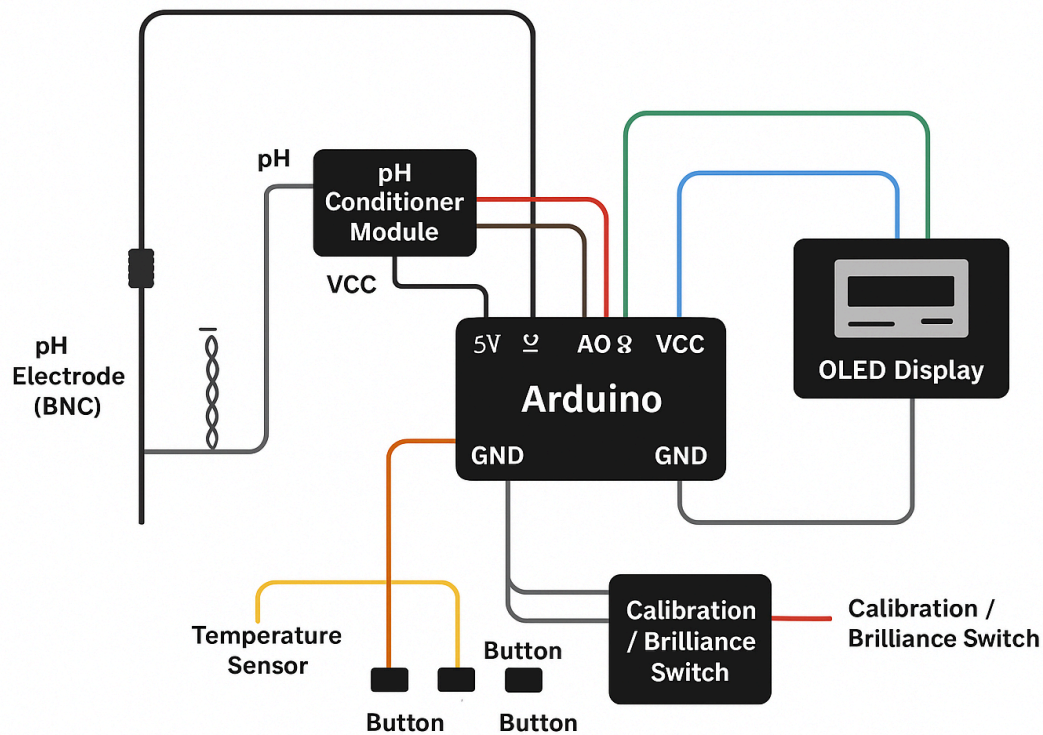 pH
pH
Conditioner
Module
VCC
pH
Electrode
(BNC)
5V
AO
VCC
Arduino
GND
GND
OLED Display
Temperature
Sensor
Button
Button
Button
Calibration
/ Brilliance
Switch
Calibration /
Brilliance Switch